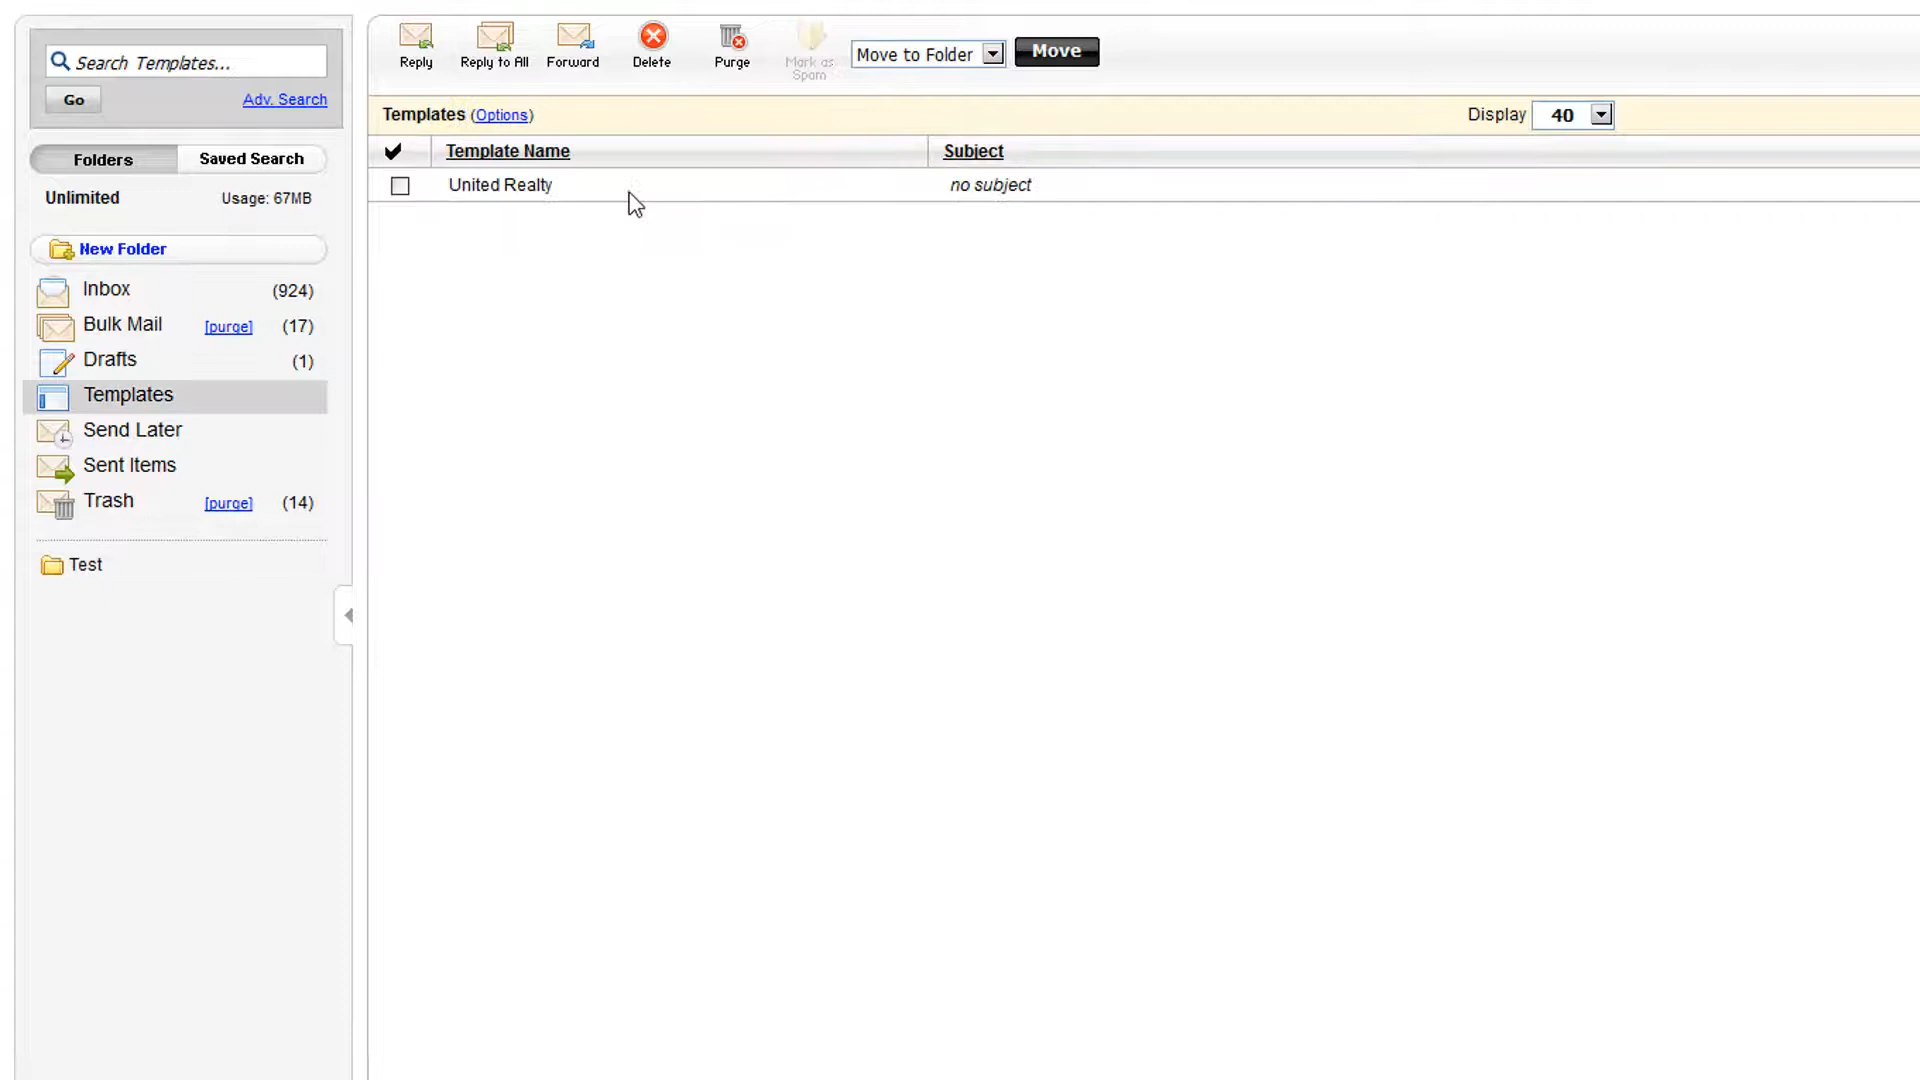 Search Templates...
Go
Adv. Search
Folders
Saved Search
Unlimited
Usage: 67MB
New Folder
Inbox (924)
Bulk Mail [purge] (17)
Drafts (1)
Templates
Send Later
Sent Items
Trash [purge] (14)
Test
Reply
Reply to All
Forward
Delete
Purge
Mark as
Spam
Move to Folder
Move
Templates (Options)
Display 40
Template Name
Subject
United Realty
no subject